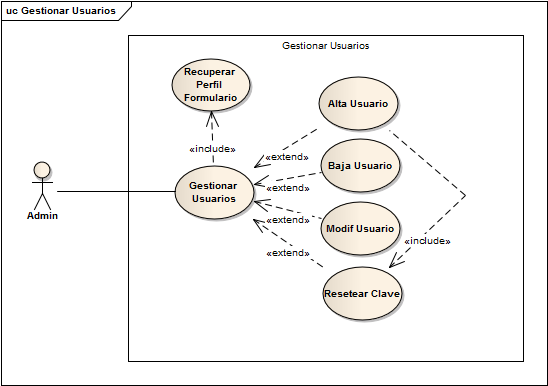 uc Gestionar Usuarios
Gestionar Usuarios
Recuperar
Perfil
Formulario
Alta Usuario
«include»
«extend»
Baja Usuario
Gestionar
Usuarios
«extend»
Admin
«extend»
Modif Usuario
«include»
«extend»
Resetear Clave